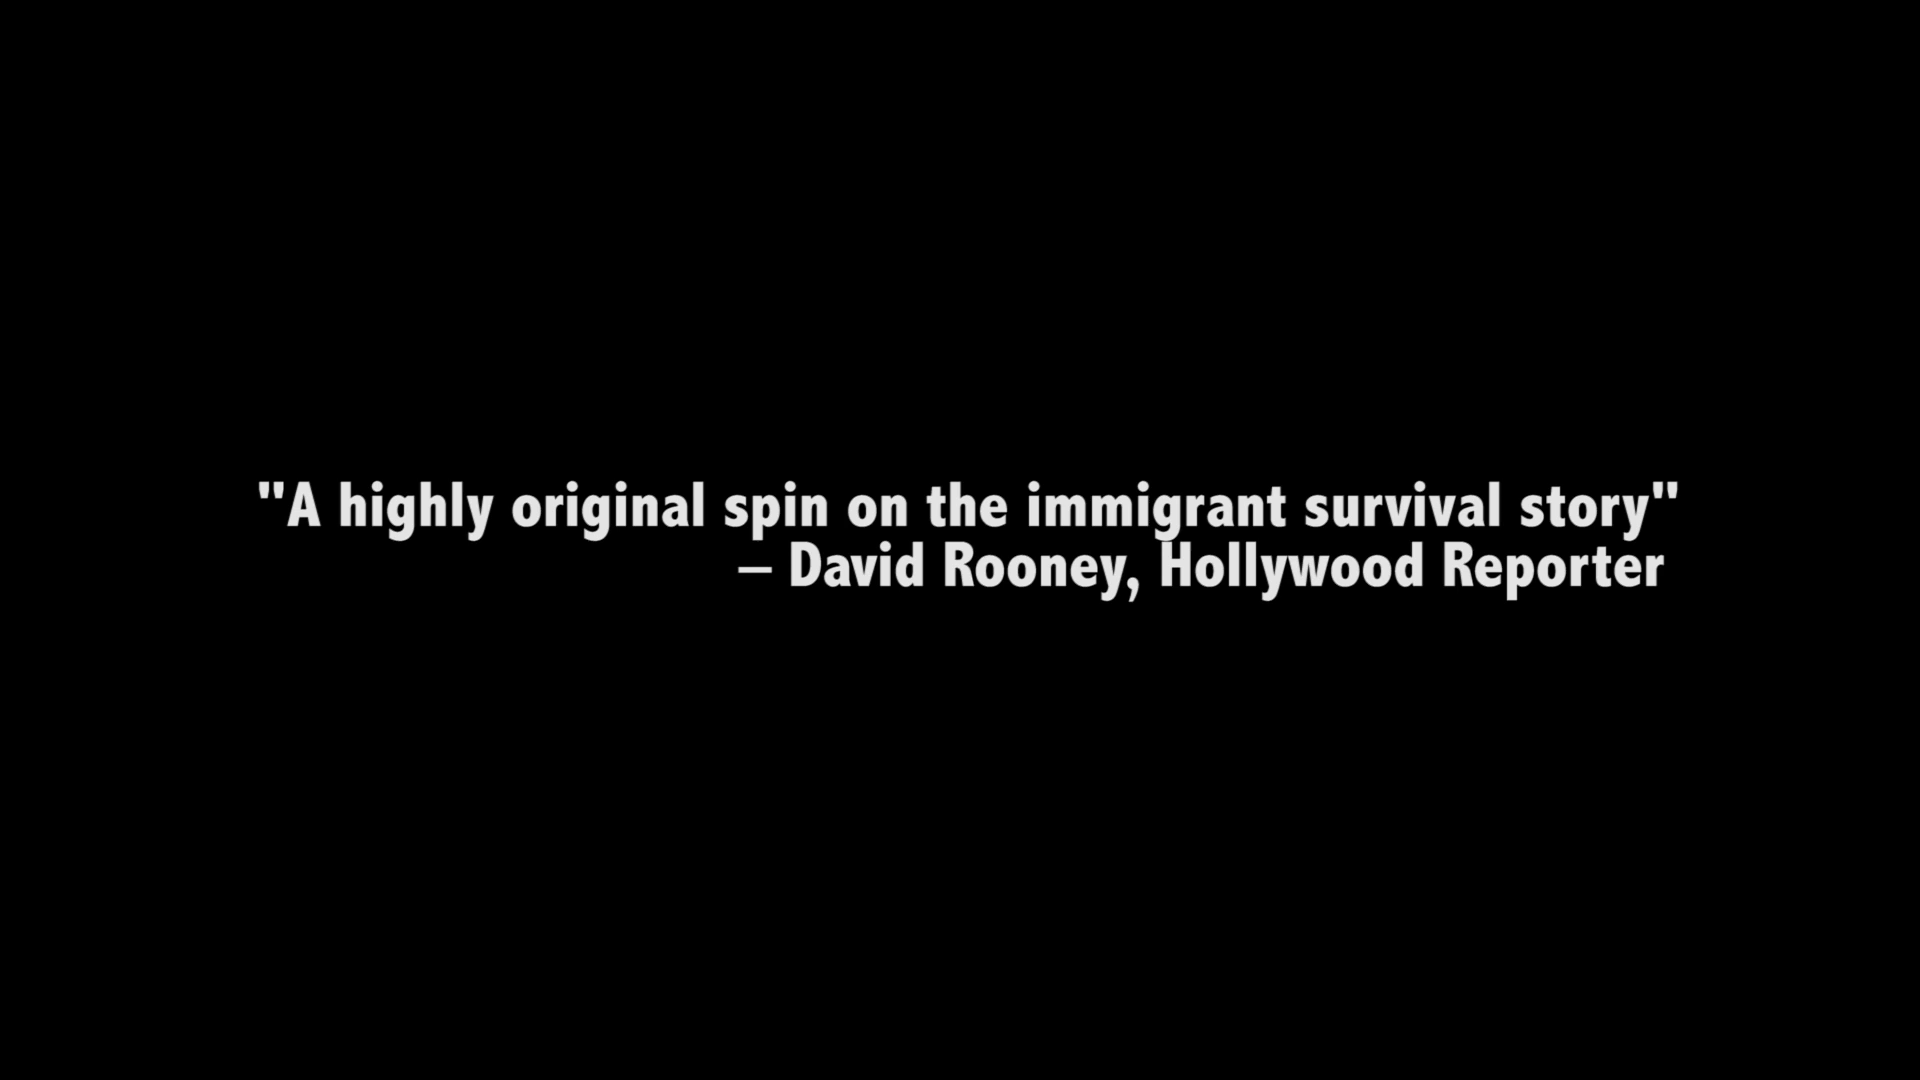 "A highly original spin on the immigrant survival story"
– David Rooney, Hollywood Reporter